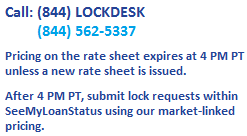 Call: (844) LOCKDESK
(844) 562-5337
Pricing on the rate sheet expires at 4 PM PT
unless a new rate sheet is issued.
After 4 PM PT, submit lock requests within
SeeMyLoanStatus using our market-linked
pricing.